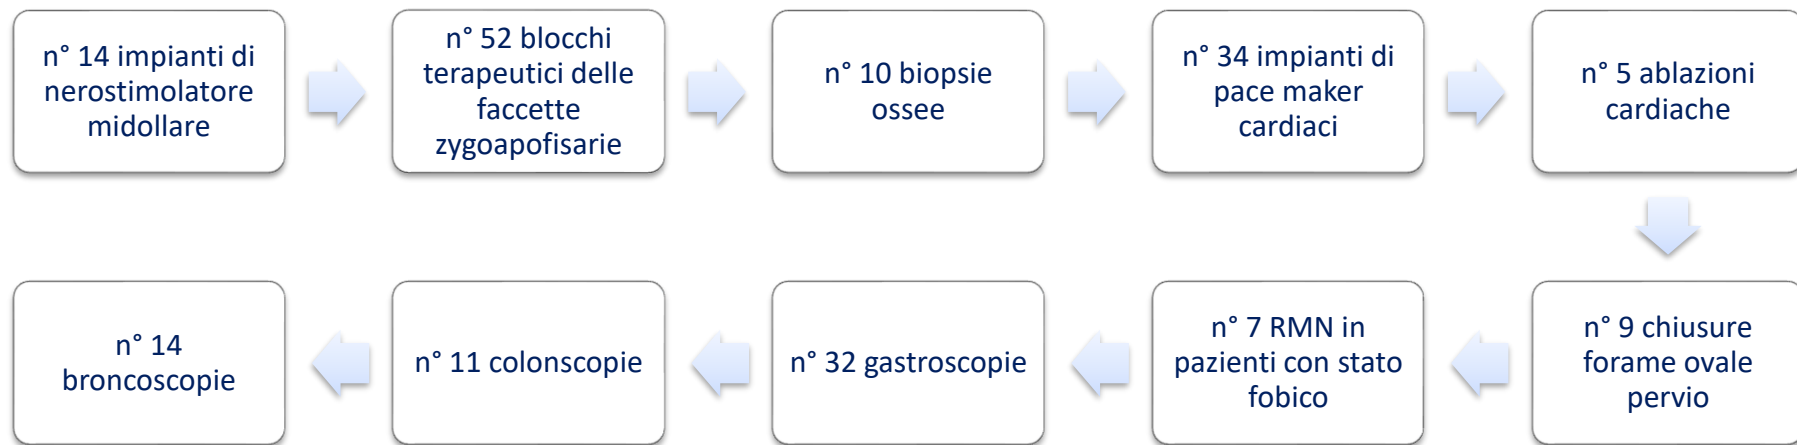 n° 14 impianti di
nerostimolatore
midollare
n° 52 blocchi
terapeutici delle
faccette
zygoapofisarie
n° 10 biopsie
ossee
n° 34 impianti di
pace maker
cardiaci
n° 5 ablazioni
cardiache
n° 9 chiusure
forame ovale
pervio
n° 7 RMN in
pazienti con stato
fobico
n° 32 gastroscopie
n° 11 colonscopie
n° 14
broncoscopie